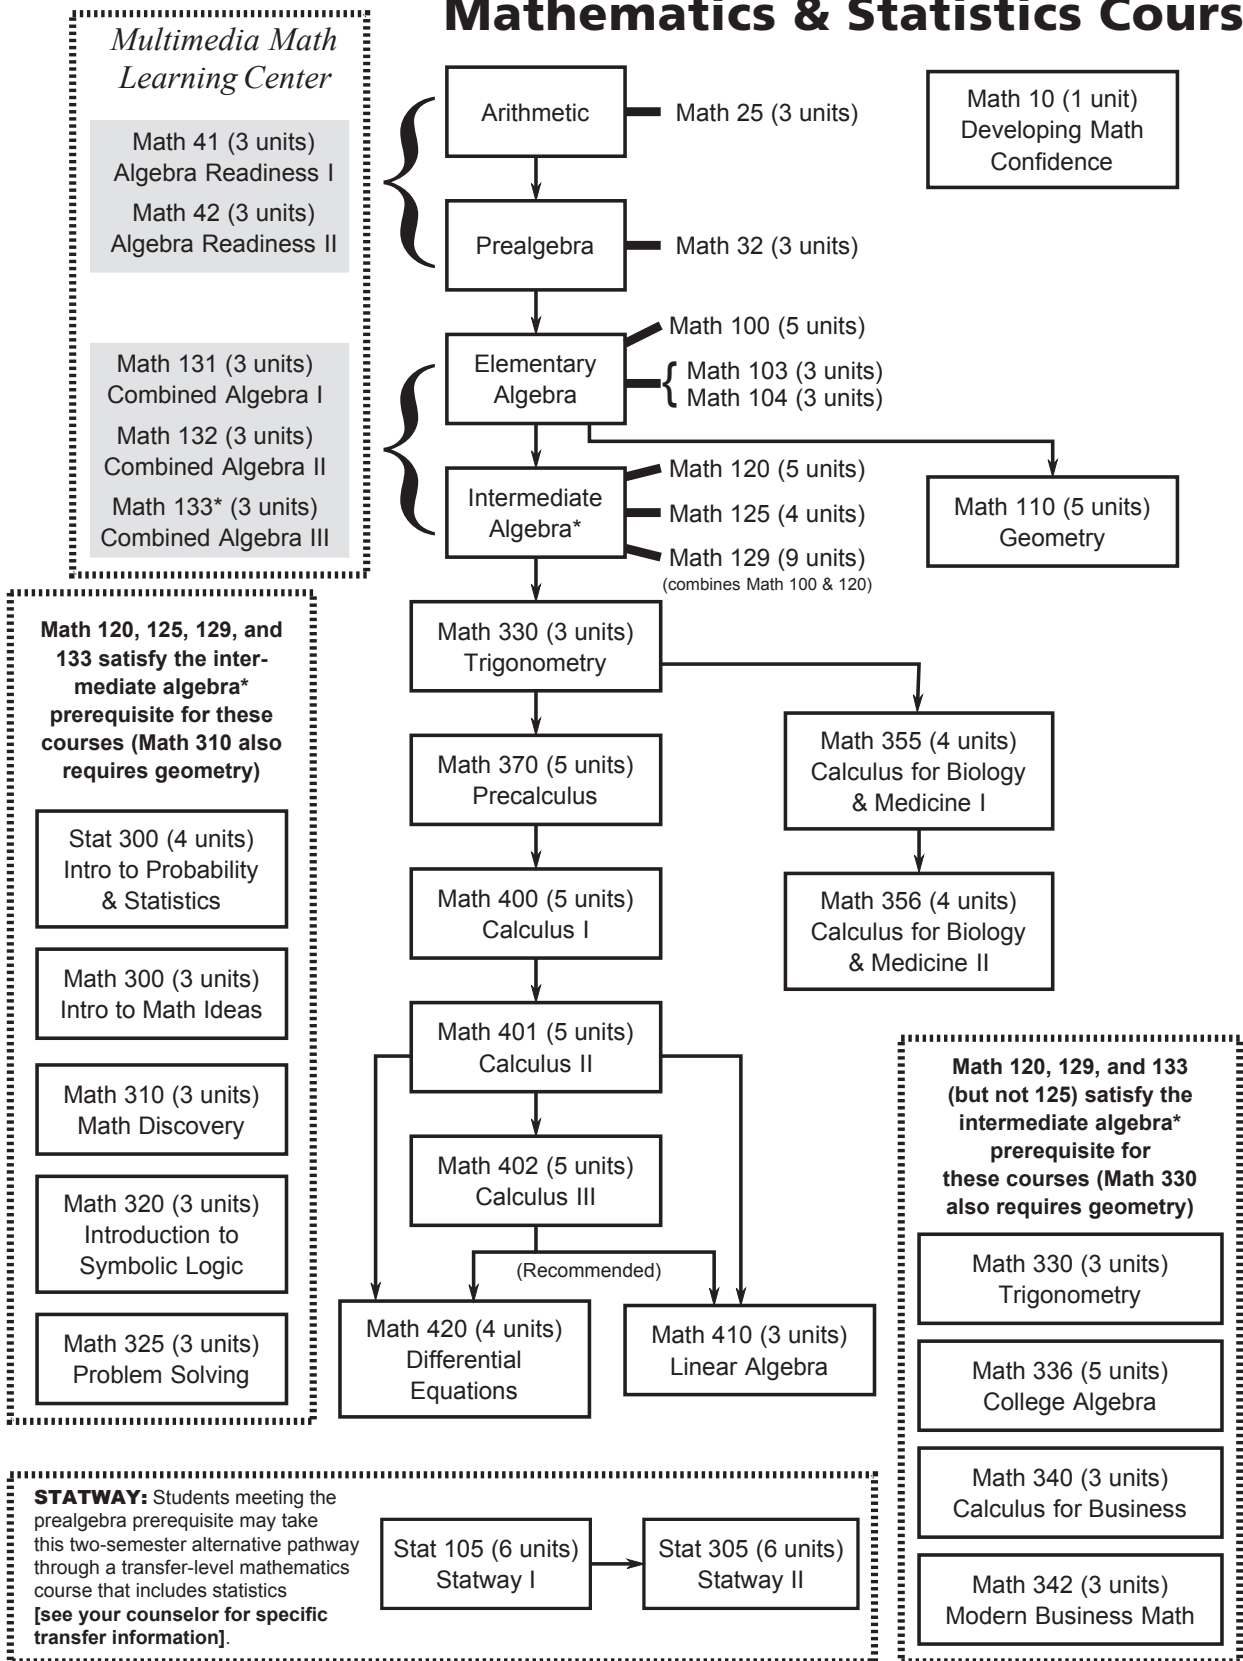 Mathematics & Statistics Cours
Multimedia Math
Learning Center
Math 41 (3 units)
Algebra Readiness I
Math 42 (3 units)
Algebra Readiness II
Math 131 (3 units)
Combined Algebra I
Math 132 (3 units)
Combined Algebra II
Math 133* (3 units)
Combined Algebra III
Arithmetic
Math 25 (3 units)
Math 10 (1 unit)
Developing Math
Confidence
Prealgebra
Math 32 (3 units)
Elementary
Algebra
Math 100 (5 units)
Math 103 (3 units)
Math 104 (3 units)
Intermediate
Algebra*
Math 120 (5 units)
Math 125 (4 units)
Math 129 (9 units)
(combines Math 100 & 120)
Math 110 (5 units)
Geometry
Math 120, 125, 129, and
133 satisfy the inter-
mediate algebra*
prerequisite for these
courses (Math 310 also
requires geometry)
Stat 300 (4 units)
Intro to Probability
& Statistics
Math 300 (3 units)
Intro to Math Ideas
Math 310 (3 units)
Math Discovery
Math 320 (3 units)
Introduction to
Symbolic Logic
Math 325 (3 units)
Problem Solving
Math 330 (3 units)
Trigonometry
Math 370 (5 units)
Precalculus
Math 400 (5 units)
Calculus I
Math 401 (5 units)
Calculus II
Math 402 (5 units)
Calculus III
(Recommended)
Math 420 (4 units)
Differential
Equations
Math 410 (3 units)
Linear Algebra
Math 355 (4 units)
Calculus for Biology
& Medicine I
Math 356 (4 units)
Calculus for Biology
& Medicine II
Math 120, 129, and 133
(but not 125) satisfy the
intermediate algebra*
prerequisite for
these courses (Math 330
also requires geometry)
Math 330 (3 units)
Trigonometry
Math 336 (5 units)
College Algebra
Math 340 (3 units)
Calculus for Business
Math 342 (3 units)
Modern Business Math
STATWAY: Students meeting the
prealgebra prerequisite may take
this two-semester alternative pathway
through a transfer-level mathematics
course that includes statistics
[see your counselor for specific
transfer information].
Stat 105 (6 units)
Statway I
Stat 305 (6 units)
Statway II